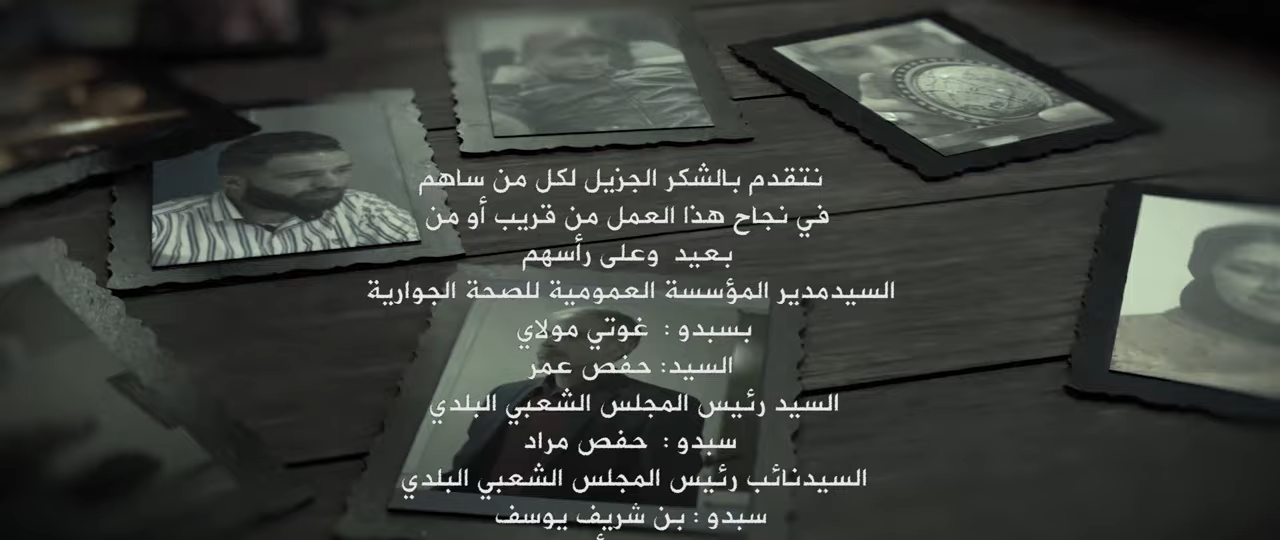 نتقدم بالشكر الجزيل لكل من ساهم
في نجاح هذا العمل من قريب أو من
بعيد وعلى رأسهم
السيدمدير المؤسسة العمومية للصحة الجوارية
بسبدو : غوتي مولاي
السيد: حفص عمر
السيد رئيس المجلس الشعبي البلدي
سبدو : حفص مراد
السيدنائب رئيس المجلس الشعبي البلدي
سبدو : بن شريف يوسف